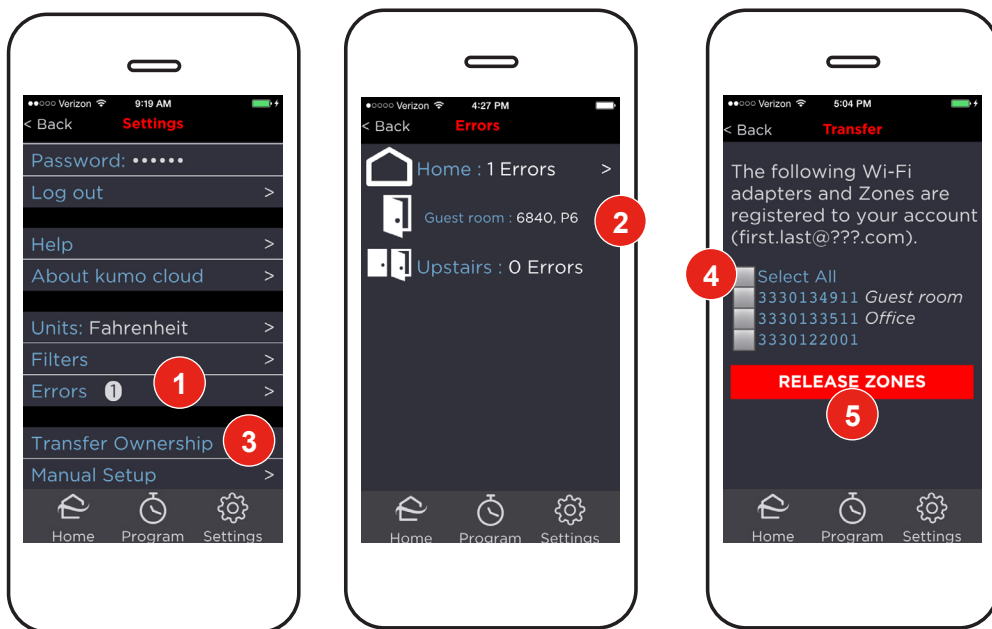 Verizon 9:19 AM
< Back Settings
Password: ••••••
Log out >
Help >
About kumo cloud >
Units: Fahrenheit >
Filters >
Errors 1 >
1
Transfer Ownership
3
Manual Setup >
Home Program Settings
Verizon 4:27 PM
< Back Errors
Home : 1 Errors >
Guest room : 6840, P6
2
Upstairs : 0 Errors
Home Program Settings
Verizon 5:04 PM
< Back Transfer
The following Wi-Fi
adapters and Zones are
registered to your account
(first.last@???.com).
4
Select All
3330134911 Guest room
3330133511 Office
3330122001
RELEASE ZONES
5
Home Program Settings